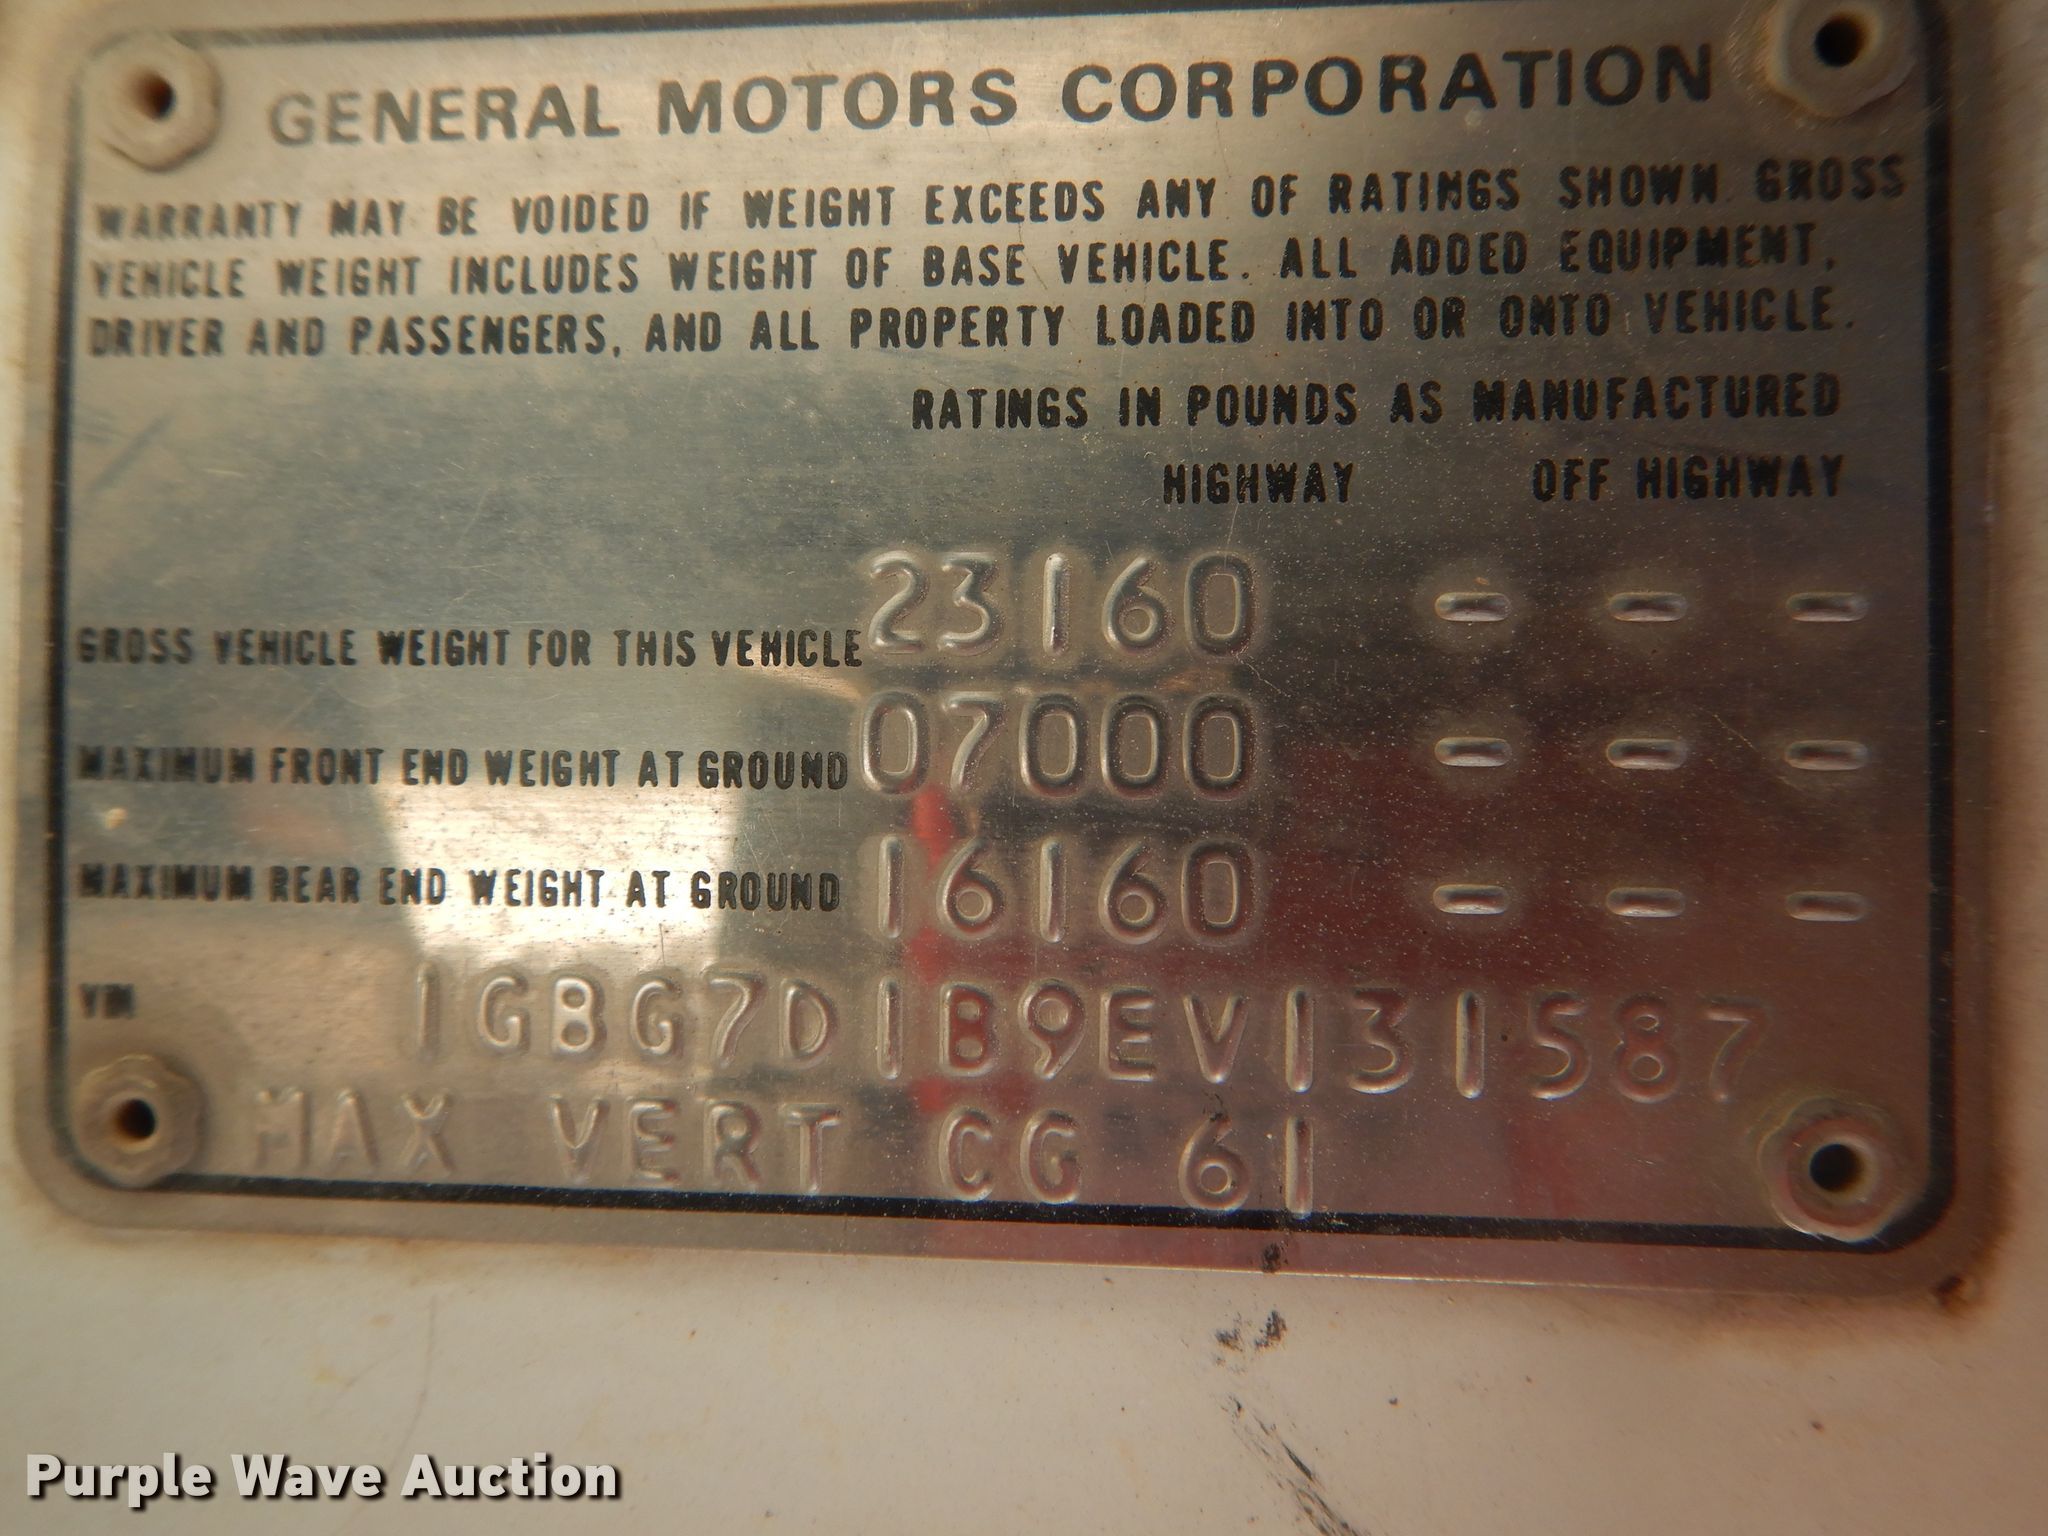 GENERAL MOTORS CORPORATION
WARRANTY MAY BE VOIDED IF WEIGHT EXCEEDS ANY OF RATINGS SHOWN. GROSS
VEHICLE WEIGHT INCLUDES WEIGHT OF BASE VEHICLE. ALL ADDED EQUIPMENT,
DRIVER AND PASSENGERS, AND ALL PROPERTY LOADED INTO OR ONTO VEHICLE.
RATINGS IN POUNDS AS MANUFACTURED
HIGHWAY OFF HIGHWAY
GROSS VEHICLE WEIGHT FOR THIS VEHICLE 23160 - - -
MAXIMUM FRONT END WEIGHT AT GROUND 07000 - - -
MAXIMUM REAR END WEIGHT AT GROUND 16160 - - -
VIN 1GBG7D1B9EV131587
MAX VERT CG 61
Purple Wave Auction